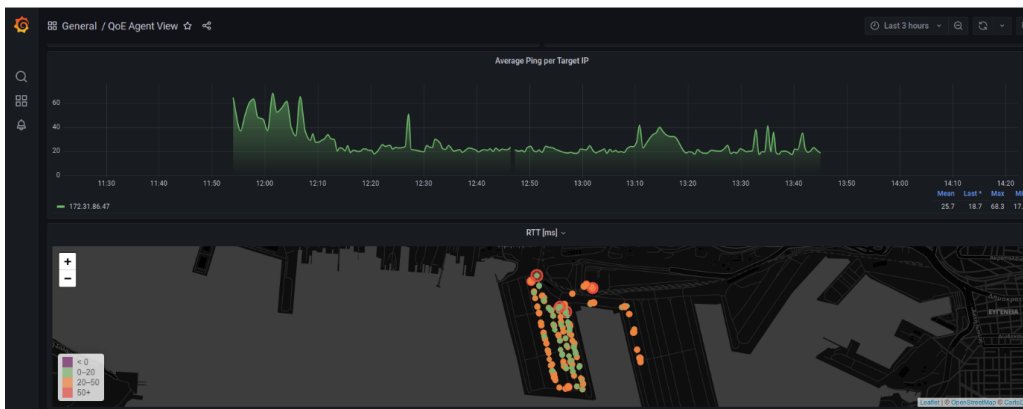 General / QoE Agent View
Last 3 hours
Average Ping per Target IP
60
40
20
0
11:30 11:40 11:50 12:00 12:10 12:20 12:30 12:40 12:50 13:00 13:10 13:20 13:30 13:40 13:50 14:00 14:10 14:20
Mean Last * Max
172.31.86.47 25.7 18.7 68.3 17.
RTT [ms]
+
−
< 0
0–20
20–50
50+
ΕΥΓΕΝΕΙΑ
Leaflet | © OpenStreetMap ©